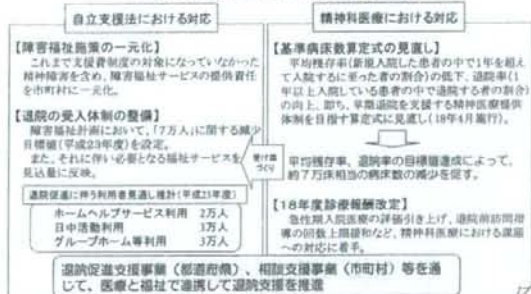 自立支援法における対応
【障害福祉施策の一元化】
これまで支援費制度の対象になっていなかった
精神障害を含め、障害福祉サービスの提供責任
を市町村に一元化。
【退院の受入体制の整備】
障害福祉計画において、「7万人」に関する減少
目標値(平成23年度)を設定。
また、それに伴い必要となる福祉サービスを
見込量に反映。
退院促進に伴う利用者見通し推計(平成23年度)
ホームヘルプサービス利用 2万人
日中活動利用 3万人
グループホーム等利用 3万人
受け皿
づくり
精神科医療における対応
【基準病床数算定式の見直し】
平均残存率(新規入院した患者の中で1年を超え
て入院するに至った者の割合)の低下、退院率(1
年以上入院している患者の中で退院する者の割合)
の向上、即ち、早期退院を支援する精神医療提供
体制を目指す算定式に見直し(18年4月施行)。
平均残存率、退院率の目標値達成によって、
約7万床相当の病床数の減少を促す。
【18年度診療報酬改定】
急性期入院医療の評価引き上げ、退院前訪問指
導の回数上限緩和など、精神科医療における課題
への対応に着手。
退院促進支援事業(都道府県)、相談支援事業(市町村)等を通
じて、医療と福祉で連携して退院支援を推進